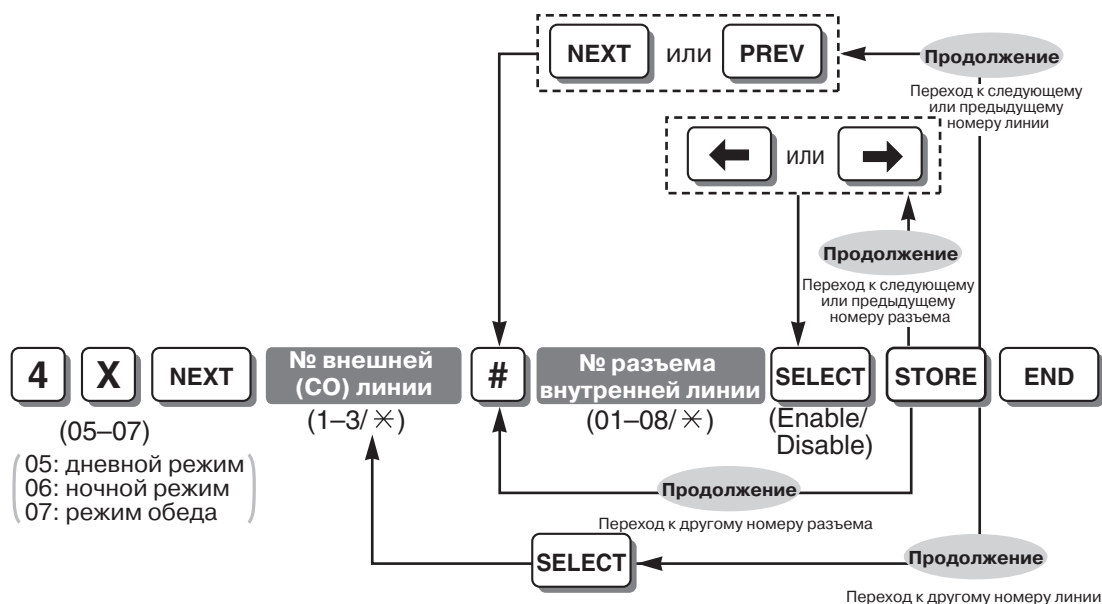 NEXT или PREV
Продолжение
Переход к следующему
или предыдущему
номеру линии
← или →
Продолжение
Переход к следующему
или предыдущему
номеру разъема
4 X NEXT
№ внешней
(CO) линии
#
№ разъема
внутренней линии
SELECT STORE END
(05–07)
(1–3/ ✳)
(01–08/ ✳)
(Enable/
Disable)
05: дневной режим
06: ночной режим
07: режим обеда
Продолжение
Переход к другому номеру разъема
SELECT
Продолжение
Переход к другому номеру линии